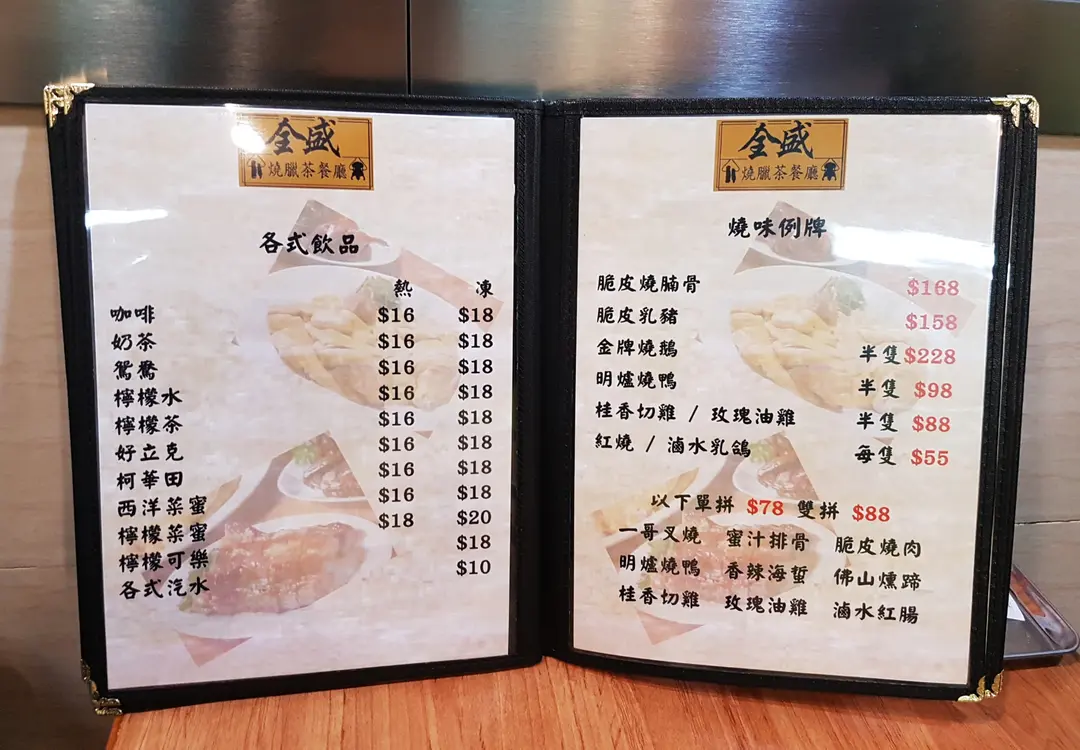 全盛
燒臘茶餐廳
各式飲品
熱 凍
咖啡 $16 $18
奶茶 $16 $18
鴛鴦 $16 $18
檸檬水 $16 $18
檸檬茶 $16 $18
好立克 $16 $18
柯華田 $16 $18
西洋菜蜜 $16 $18
檸檬菜蜜 $18 $20
檸檬可樂 $18
各式汽水 $10
全盛
燒臘茶餐廳
燒味例牌
脆皮燒腩骨 $168
脆皮乳豬 $158
金牌燒鵝 半隻 $228
明爐燒鴨 半隻 $98
桂香切雞 / 玫瑰油雞 半隻 $88
紅燒 / 滷水乳鴿 每隻 $55
以下單拼 $78 雙拼 $88
一哥叉燒 蜜汁排骨 脆皮燒肉
明爐燒鴨 香辣海蜇 佛山燻蹄
桂香切雞 玫瑰油雞 滷水紅腸